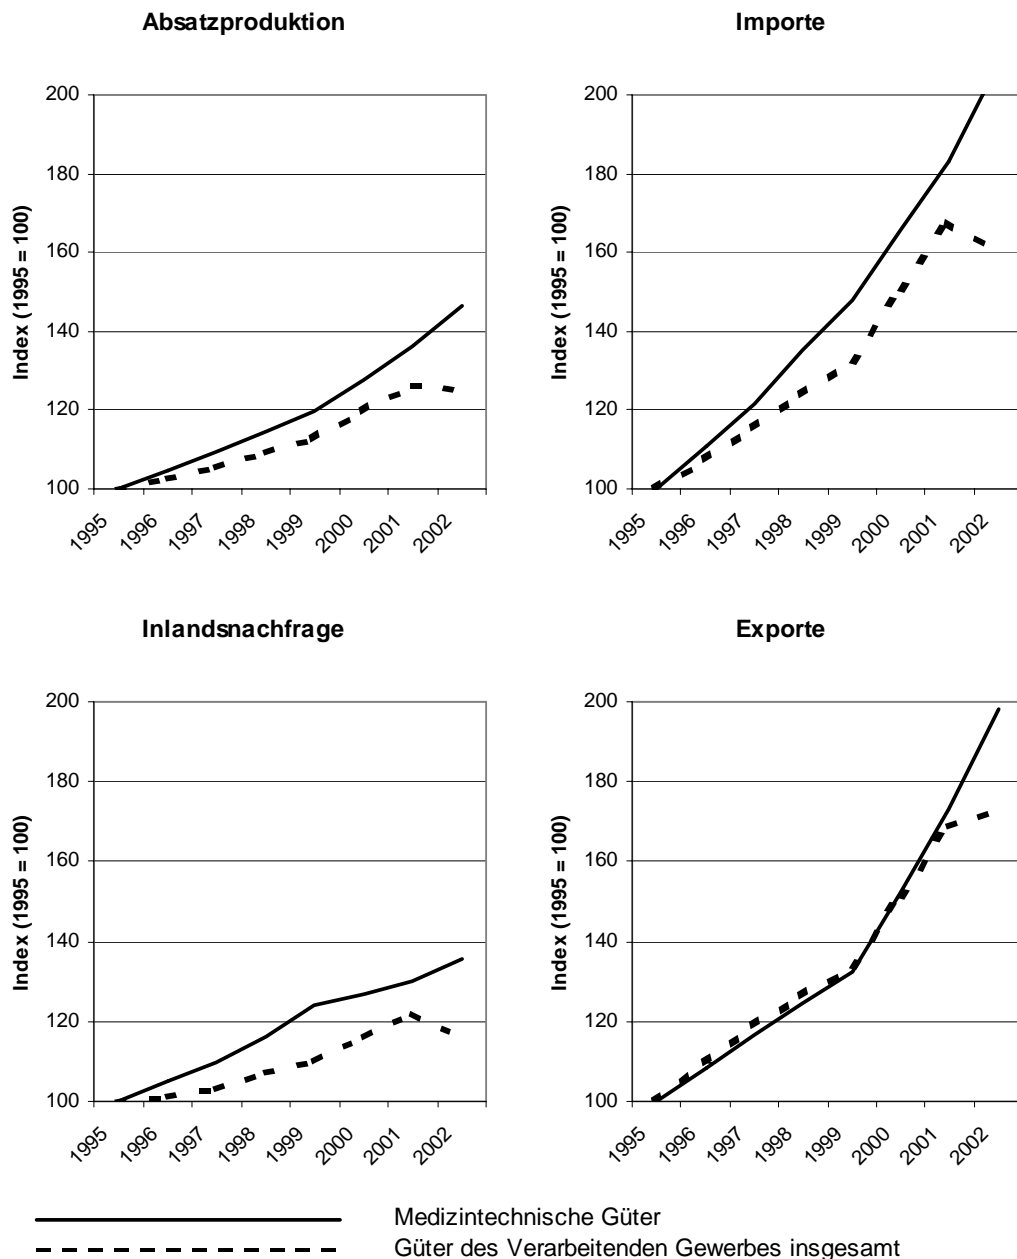 Absatzproduktion
Importe
200
180
160
140
120
100
Index (1995 = 100)
1995 1996 1997 1998 1999 2000 2001 2002
200
180
160
140
120
100
Index (1995 = 100)
1995 1996 1997 1998 1999 2000 2001 2002
Inlandsnachfrage
Exporte
200
180
160
140
120
100
Index (1995 = 100)
1995 1996 1997 1998 1999 2000 2001 2002
200
180
160
140
120
100
Index (1995 = 100)
1995 1996 1997 1998 1999 2000 2001 2002
Medizintechnische Güter
Güter des Verarbeitenden Gewerbes insgesamt